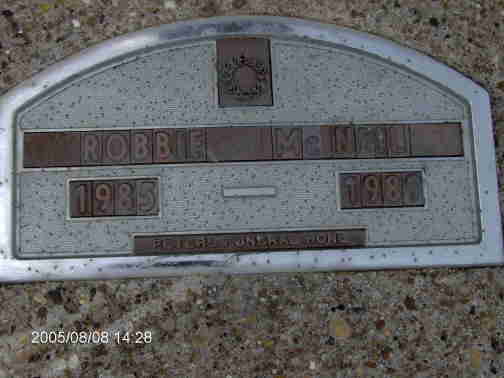 ROBBIE McNEIL
1985
PETERS FUNERAL HOME
2005/08/08 14:28